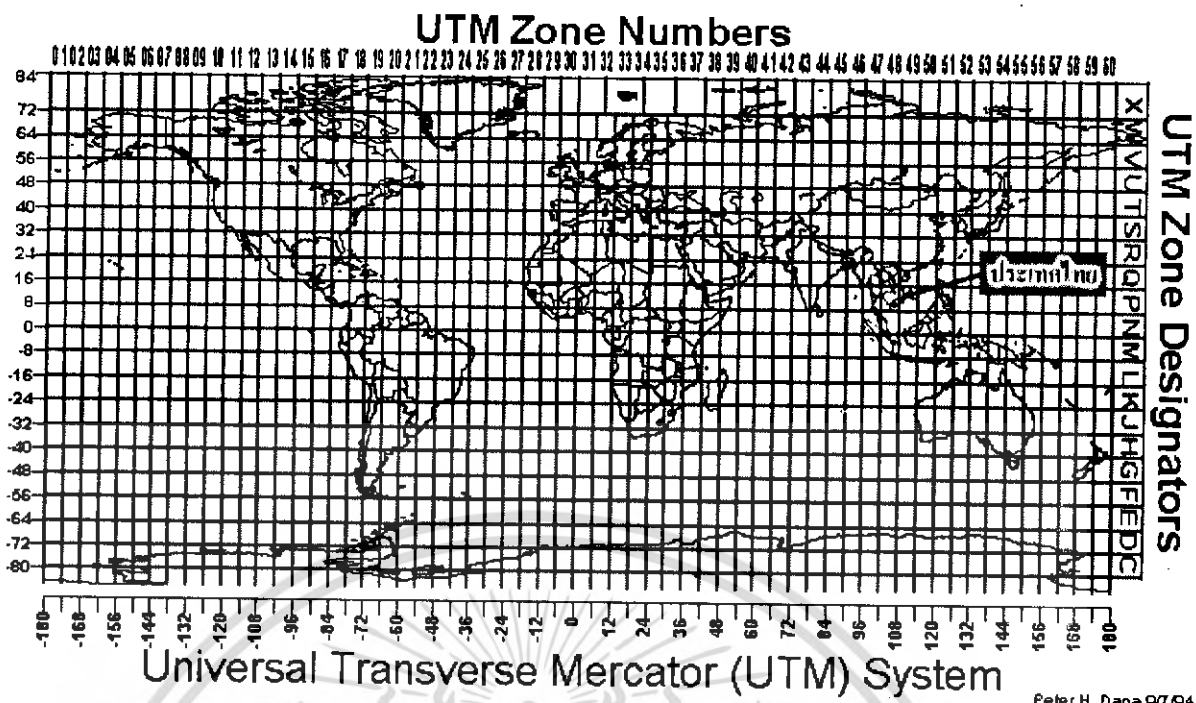 UTM Zone Numbers
01 02 03 04 05 06 07 08 09 10 11 12 13 14 15 16 17 18 19 20 21 22 23 24 25 26 27 28 29 30 31 32 33 34 35 36 37 38 39 40 41 42 43 44 45 46 47 48 49 50 51 52 53 54 55 56 57 58 59 60
84
72
64
56
48
40
32
24
16
8
0
-8
-16
-24
-32
-40
-48
-56
-64
-72
-80
X W V U T S R Q P N M L K J H G F E D C
UTM Zone Designators
ประเทศไทย
-180 -168 -156 -144 -132 -120 -108 -96 -84 -72 -60 -48 -36 -24 -12 0 12 24 36 48 60 72 84 96 108 120 132 144 156 168 180
Universal Transverse Mercator (UTM) System
Peter H. Dana 9/7/94